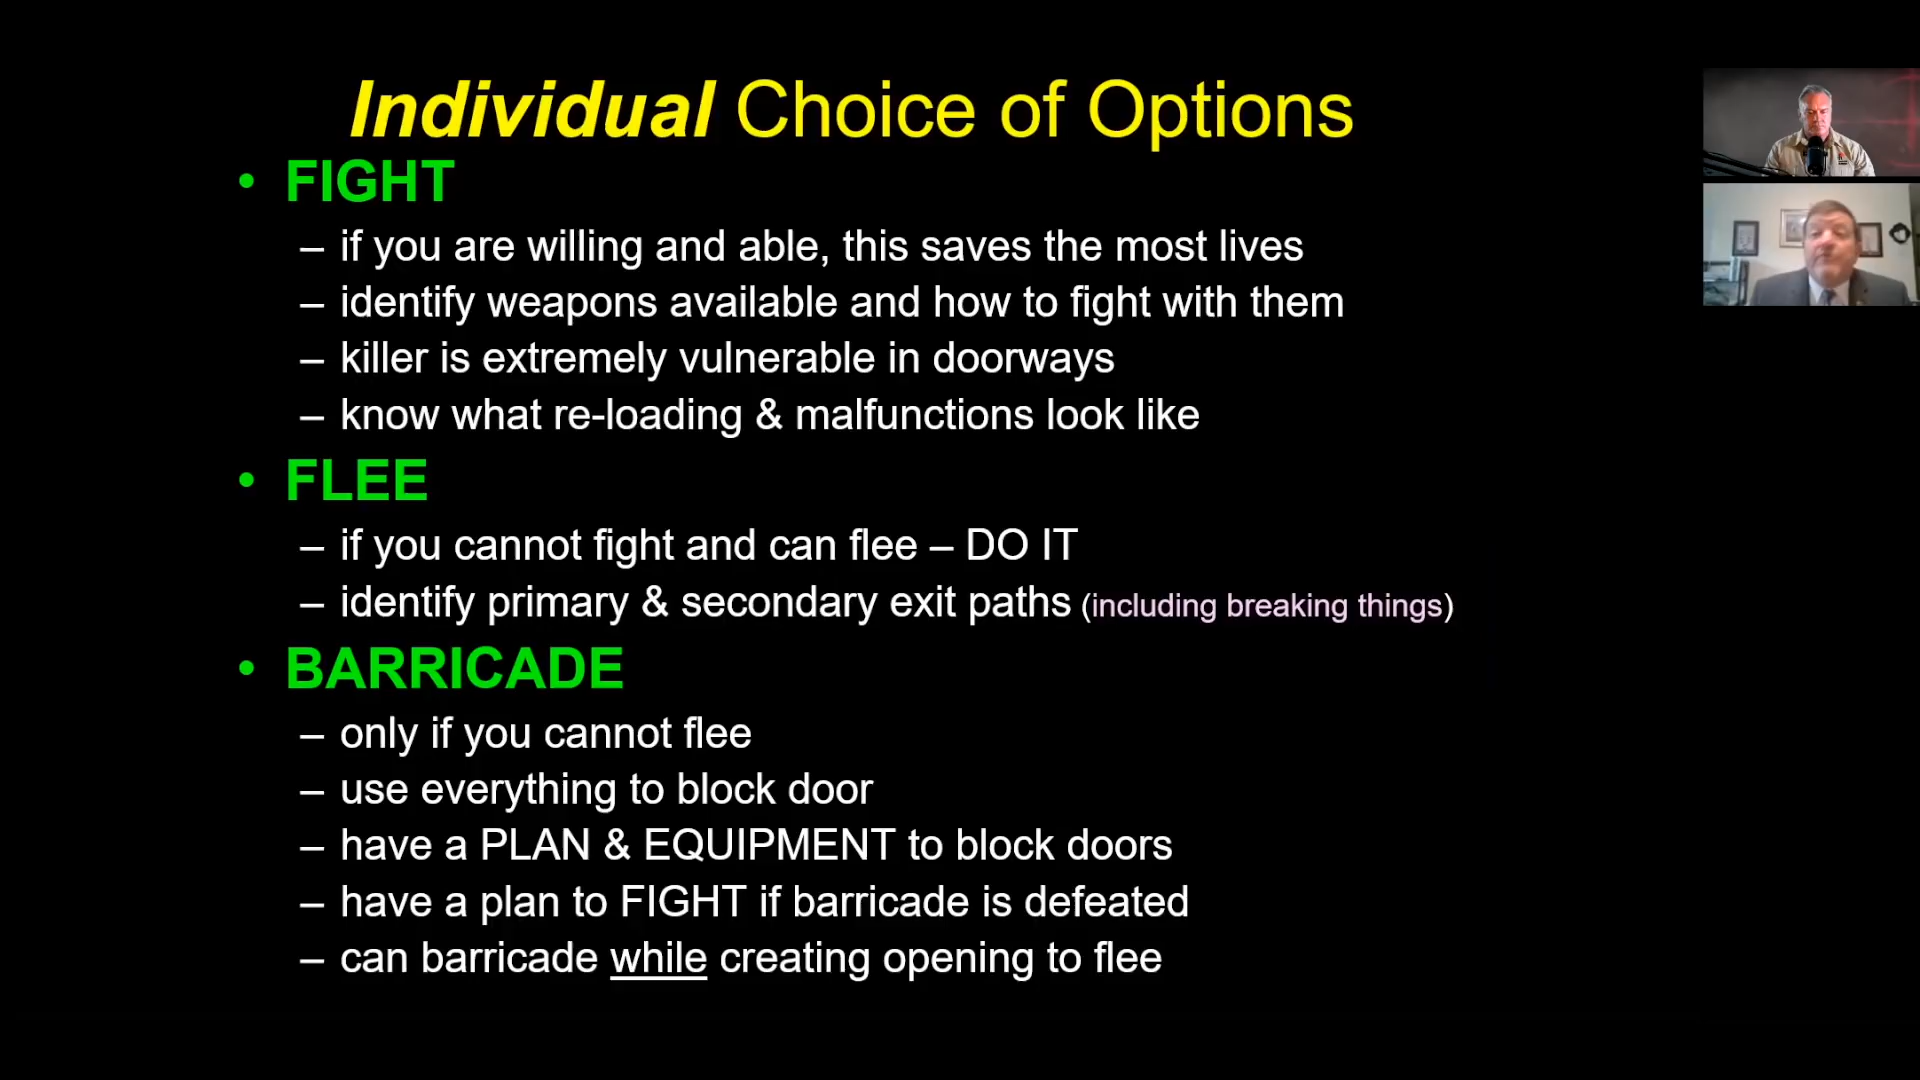 Individual Choice of Options
• FIGHT
– if you are willing and able, this saves the most lives
– identify weapons available and how to fight with them
– killer is extremely vulnerable in doorways
– know what re-loading & malfunctions look like
• FLEE
– if you cannot fight and can flee – DO IT
– identify primary & secondary exit paths (including breaking things)
• BARRICADE
– only if you cannot flee
– use everything to block door
– have a PLAN & EQUIPMENT to block doors
– have a plan to FIGHT if barricade is defeated
– can barricade while creating opening to flee